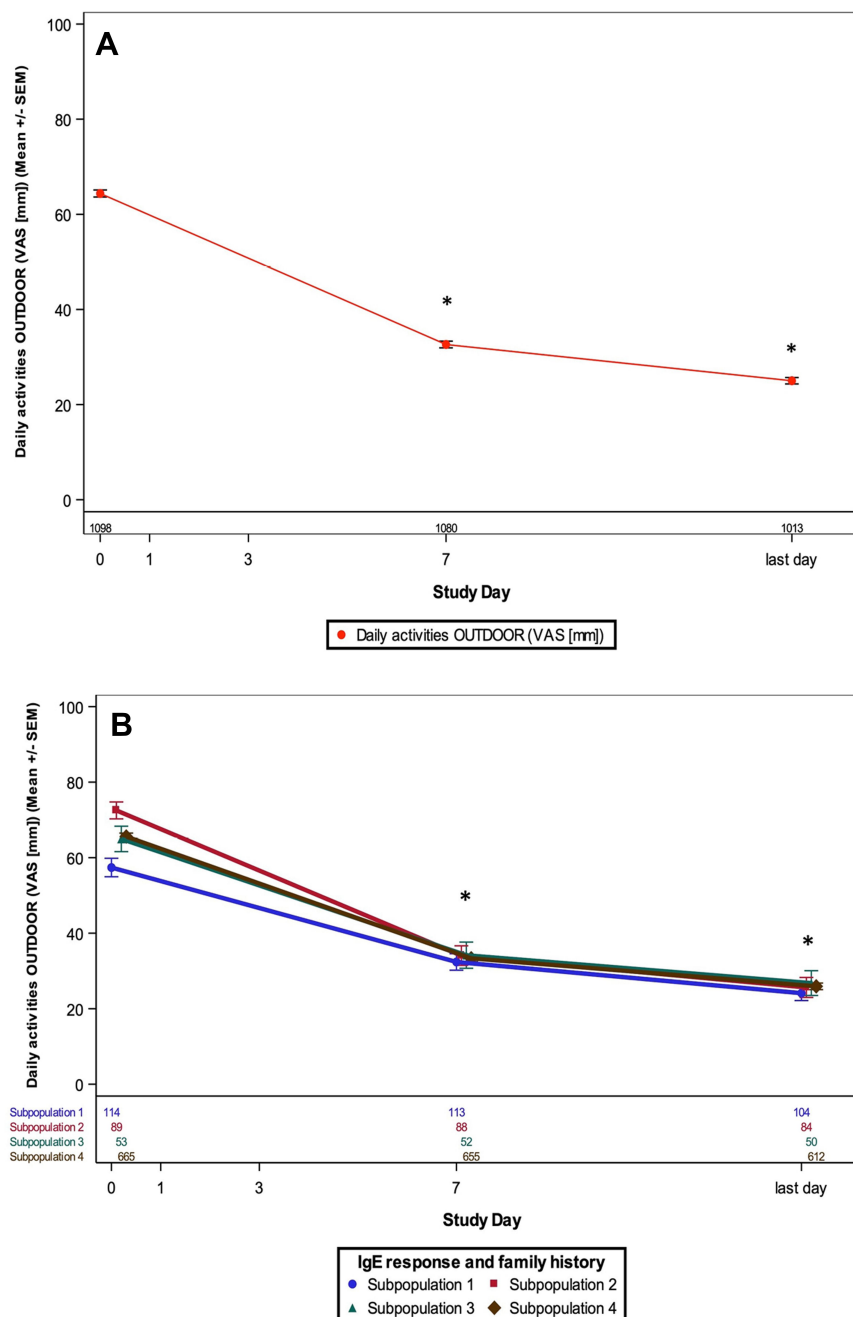 A
Daily activities OUTDOOR (VAS [mm]) (Mean +/- SEM)
100
80
60
40
20
0
*
*
1098 1080 1013
0 1 3 7 last day
Study Day
Daily activities OUTDOOR (VAS [mm])
B
Daily activities OUTDOOR (VAS [mm]) (Mean +/- SEM)
100
80
60
40
20
0
*
*
Subpopulation 1 114 113 104
Subpopulation 2 89 88 84
Subpopulation 3 53 52 50
Subpopulation 4 665 655 612
0 1 3 7 last day
Study Day
IgE response and family history
Subpopulation 1 Subpopulation 2
Subpopulation 3 Subpopulation 4